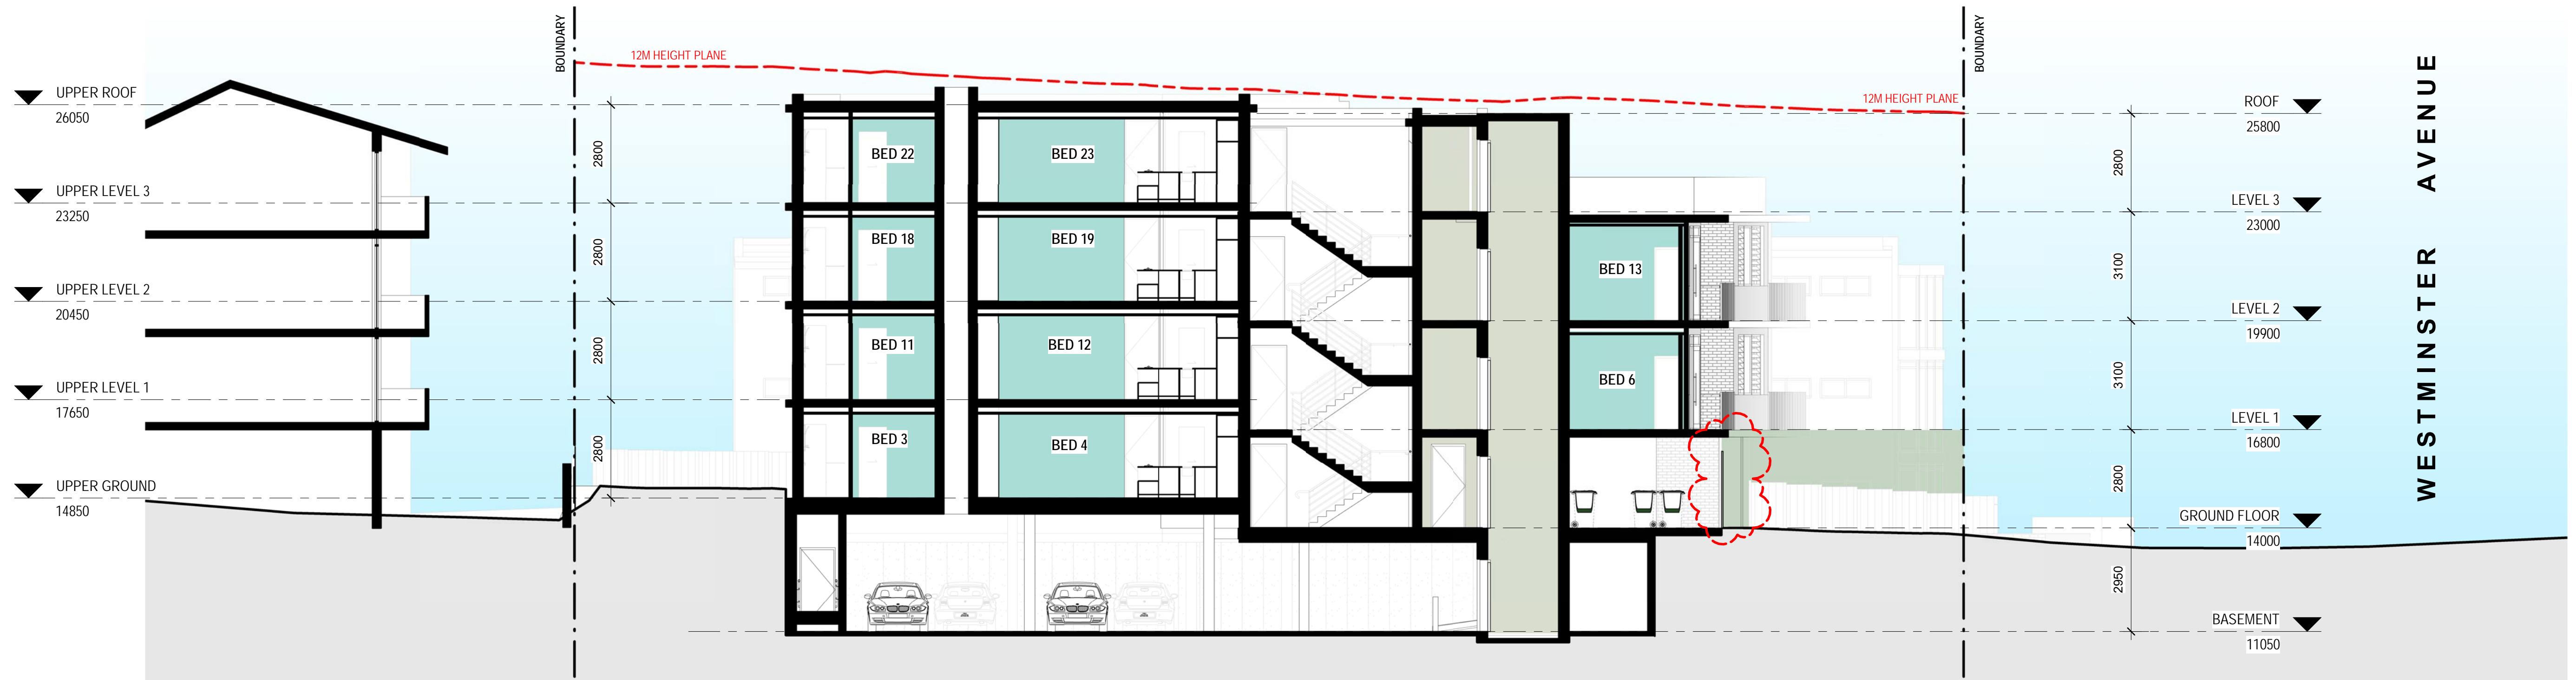 BOUNDARY
12M HEIGHT PLANE
12M HEIGHT PLANE
BOUNDARY
UPPER ROOF
26050
UPPER LEVEL 3
23250
UPPER LEVEL 2
20450
UPPER LEVEL 1
17650
UPPER GROUND
14850
2800
2800
2800
2800
BED 22
BED 23
BED 18
BED 19
BED 11
BED 12
BED 3
BED 4
BED 13
BED 6
2800
3100
3100
2800
2950
ROOF
25800
LEVEL 3
23000
LEVEL 2
19900
LEVEL 1
16800
GROUND FLOOR
14000
BASEMENT
11050
WESTMINSTER AVENUE